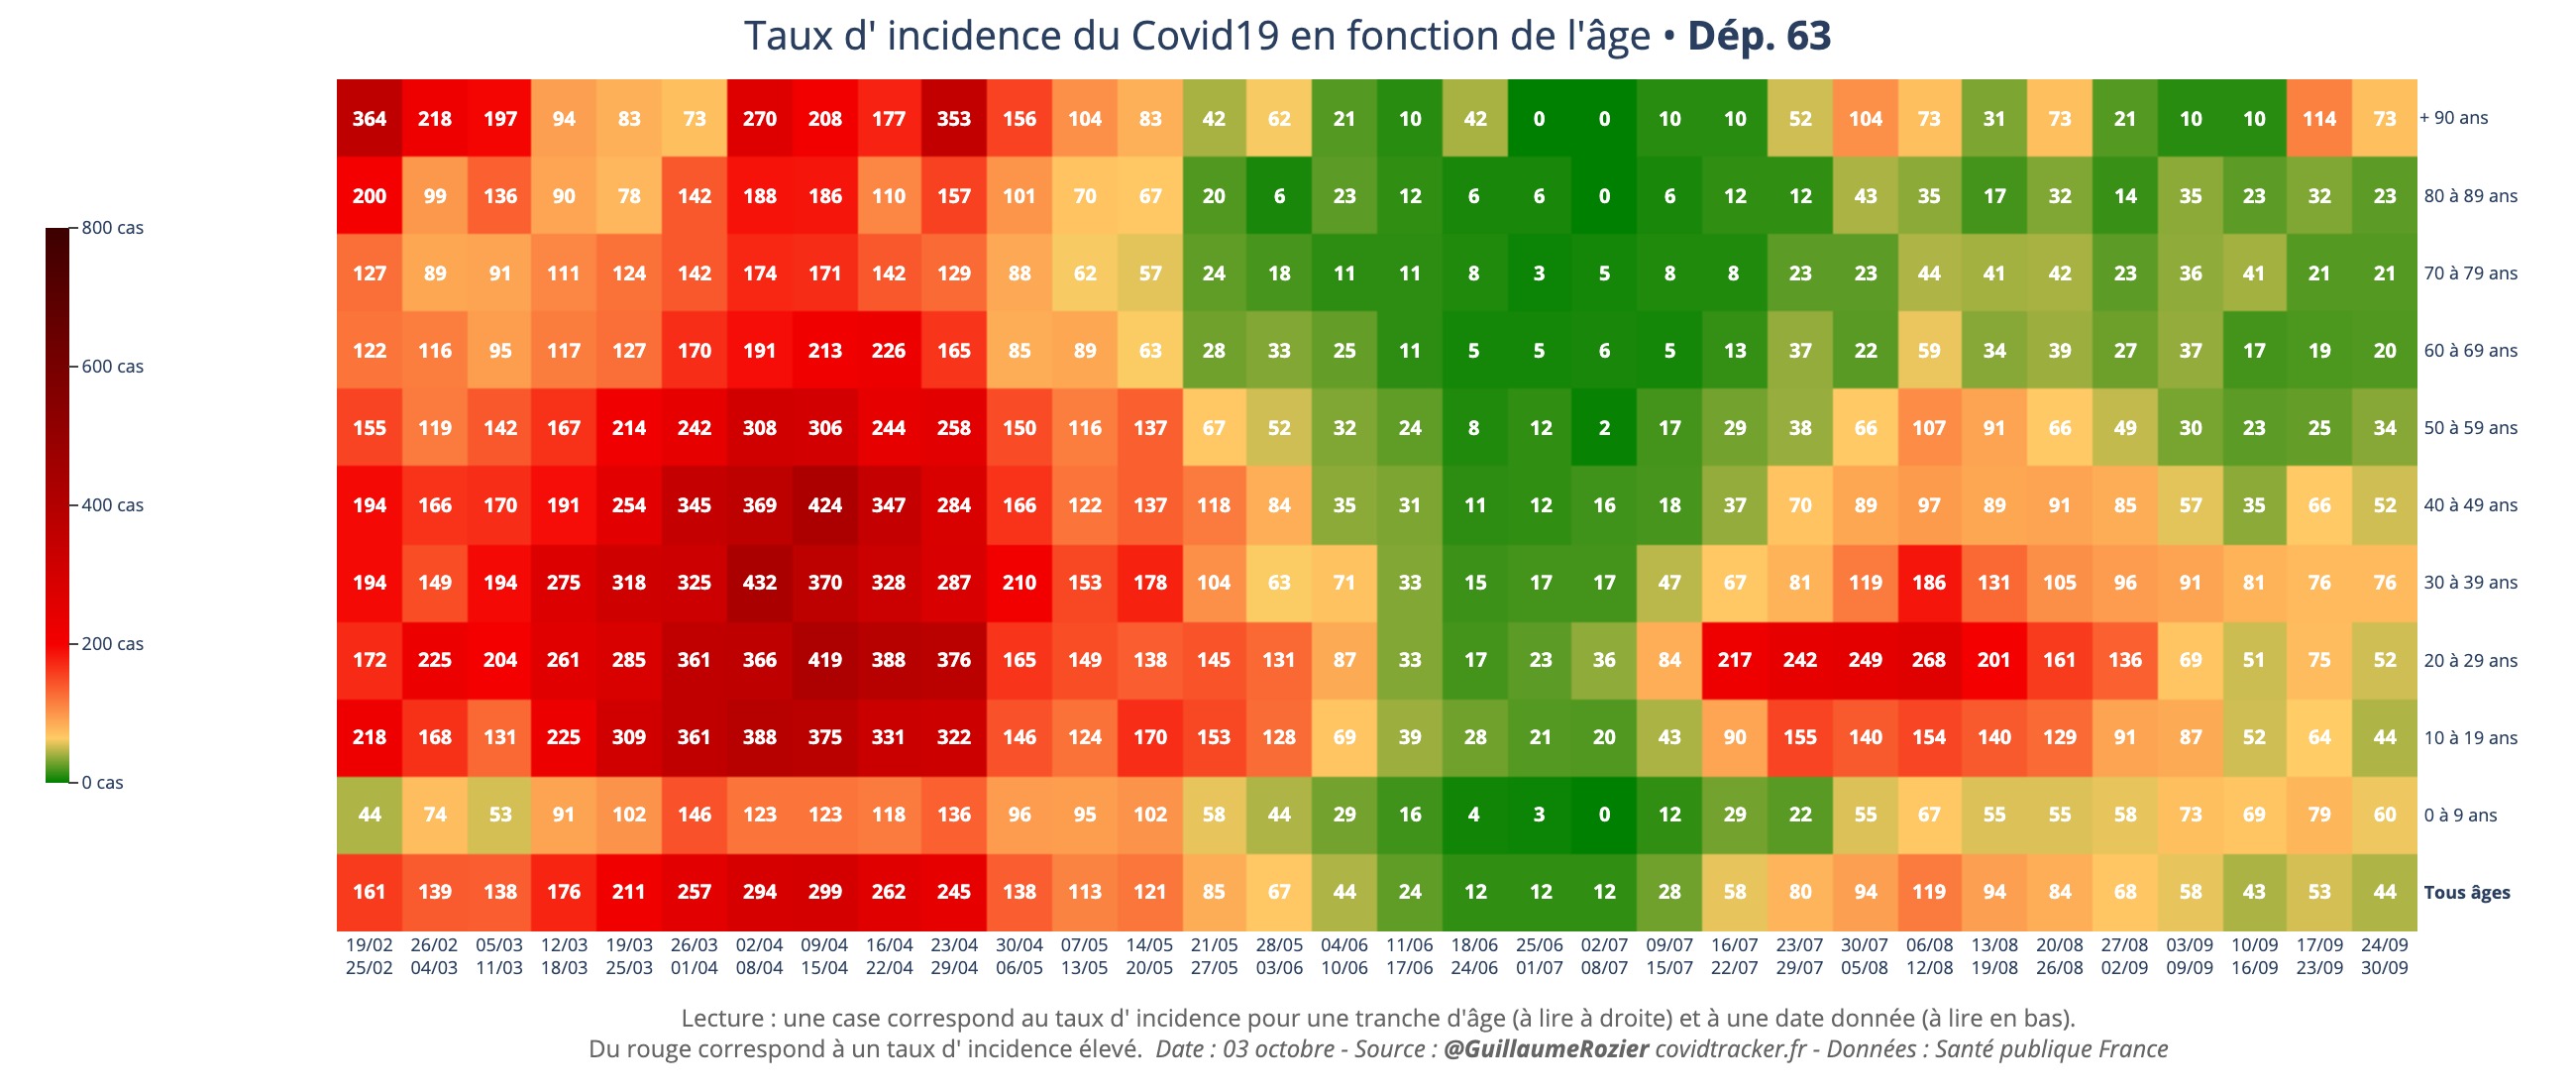 Taux d' incidence du Covid19 en fonction de l'âge • Dép. 63
800 cas
600 cas
400 cas
200 cas
0 cas
364 218 197 94 83 73 270 208 177 353 156 104 83 42 62 21 10 42 0 0 10 10 52 104 73 31 73 21 10 10 114 73 + 90 ans
200 99 136 90 78 142 188 186 110 157 101 70 67 20 6 23 12 6 6 0 6 12 12 43 35 17 32 14 35 23 32 23 80 à 89 ans
127 89 91 111 124 142 174 171 142 129 88 62 57 24 18 11 11 8 3 5 8 8 23 23 44 41 42 23 36 41 21 21 70 à 79 ans
122 116 95 117 127 170 191 213 226 165 85 89 63 28 33 25 11 5 5 6 5 13 37 22 59 34 39 27 37 17 19 20 60 à 69 ans
155 119 142 167 214 242 308 306 244 258 150 116 137 67 52 32 24 8 12 2 17 29 38 66 107 91 66 49 30 23 25 34 50 à 59 ans
194 166 170 191 254 345 369 424 347 284 166 122 137 118 84 35 31 11 12 16 18 37 70 89 97 89 91 85 57 35 66 52 40 à 49 ans
194 149 194 275 318 325 432 370 328 287 210 153 178 104 63 71 33 15 17 17 47 67 81 119 186 131 105 96 91 81 76 76 30 à 39 ans
172 225 204 261 285 361 366 419 388 376 165 149 138 145 131 87 33 17 23 36 84 217 242 249 268 201 161 136 69 51 75 52 20 à 29 ans
218 168 131 225 309 361 388 375 331 322 146 124 170 153 128 69 39 28 21 20 43 90 155 140 154 140 129 91 87 52 64 44 10 à 19 ans
44 74 53 91 102 146 123 123 118 136 96 95 102 58 44 29 16 4 3 0 12 29 22 55 67 55 55 58 73 69 79 60 0 à 9 ans
161 139 138 176 211 257 294 299 262 245 138 113 121 85 67 44 24 12 12 12 28 58 80 94 119 94 84 68 58 43 53 44 Tous âges
19/02 26/02 05/03 12/03 19/03 26/03 02/04 09/04 16/04 23/04 30/04 07/05 14/05 21/05 28/05 04/06 11/06 18/06 25/06 02/07 09/07 16/07 23/07 30/07 06/08 13/08 20/08 27/08 03/09 10/09 17/09 24/09
25/02 04/03 11/03 18/03 25/03 01/04 08/04 15/04 22/04 29/04 06/05 13/05 20/05 27/05 03/06 10/06 17/06 24/06 01/07 08/07 15/07 22/07 29/07 05/08 12/08 19/08 26/08 02/09 09/09 16/09 23/09 30/09
Lecture : une case correspond au taux d' incidence pour une tranche d'âge (à lire à droite) et à une date donnée (à lire en bas).
Du rouge correspond à un taux d' incidence élevé. Date : 03 octobre - Source : @GuillaumeRozier covidtracker.fr - Données : Santé publique France